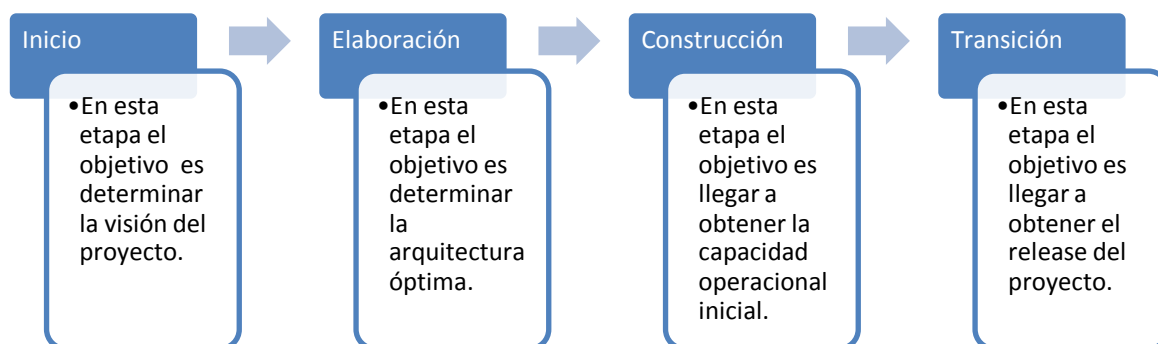 Inicio
•En esta
etapa el
objetivo es
determinar
la visión del
proyecto.
Elaboración
•En esta
etapa el
objetivo es
determinar
la
arquitectura
óptima.
Construcción
•En esta
etapa el
objetivo es
llegar a
obtener la
capacidad
operacional
inicial.
Transición
•En esta
etapa el
objetivo es
llegar a
obtener el
release del
proyecto.